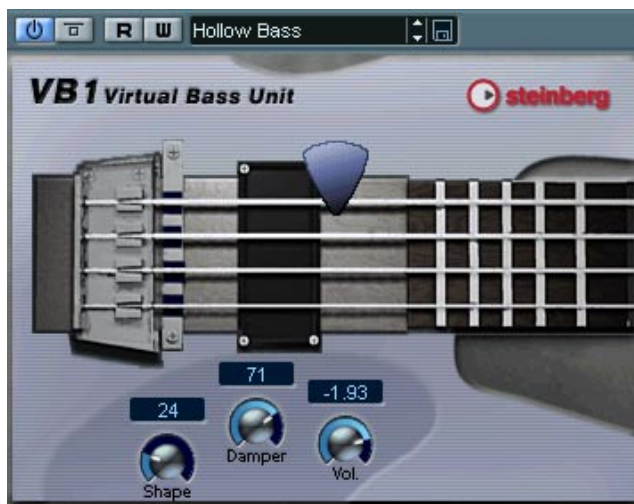 R W Hollow Bass
VB1 Virtual Bass Unit
steinberg
71
24
-1.93
Damper
Vol.
Shape